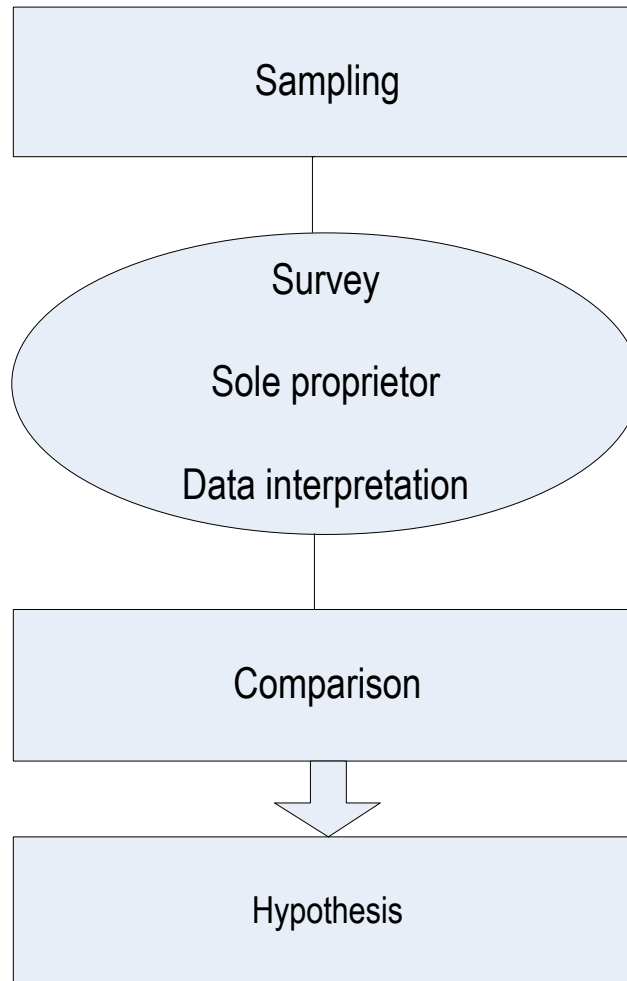 Sampling
Survey
Sole proprietor
Data interpretation
Comparison
Hypothesis